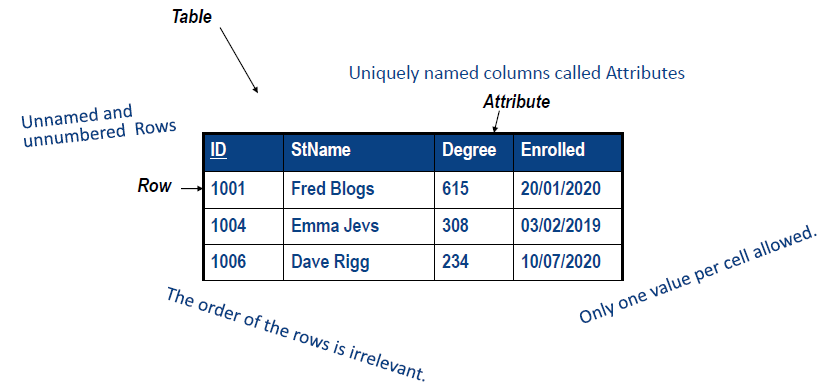 Table
Uniquely named columns called Attributes
Attribute
Unnamed and
unnumbered Rows
ID StName Degree Enrolled
Row
1001 Fred Blogs 615 20/01/2020
1004 Emma Jevs 308 03/02/2019
1006 Dave Rigg 234 10/07/2020
Only one value per cell allowed.
The order of the rows is irrelevant.